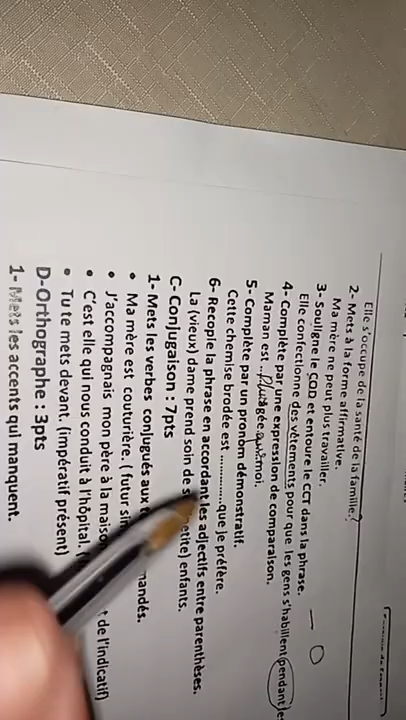 Elle s'occupe de la santé de la famille.?
2- Mets à la forme affirmative.
Ma mère ne peut plus travailler.
3- Souligne le COD et entoure le CCT dans la phrase.
Elle confectionne des vêtements pour que les gens s'habillent pendant
4- Complète par une expression de comparaison.
Maman est ..plus..âgée que moi.
5- Complète par un pronom démonstratif.
Cette chemise brodée est .............que je préfère.
6- Recopie la phrase en accordant les adjectifs entre parenthèses.
La (vieux) dame prend soin de enfants.
C- Conjugaison : 7pts
1- Mets les verbes conjugués aux
• Ma mère est couturière. ( futur
• J'accompagnais mon père à la de l'indicatif)
• C'est elle qui nous conduit à l'hôpital.
• Tu te mets devant. (impératif présent)
D-Orthographe : 3pts
1- Mets les accents qui manquent.